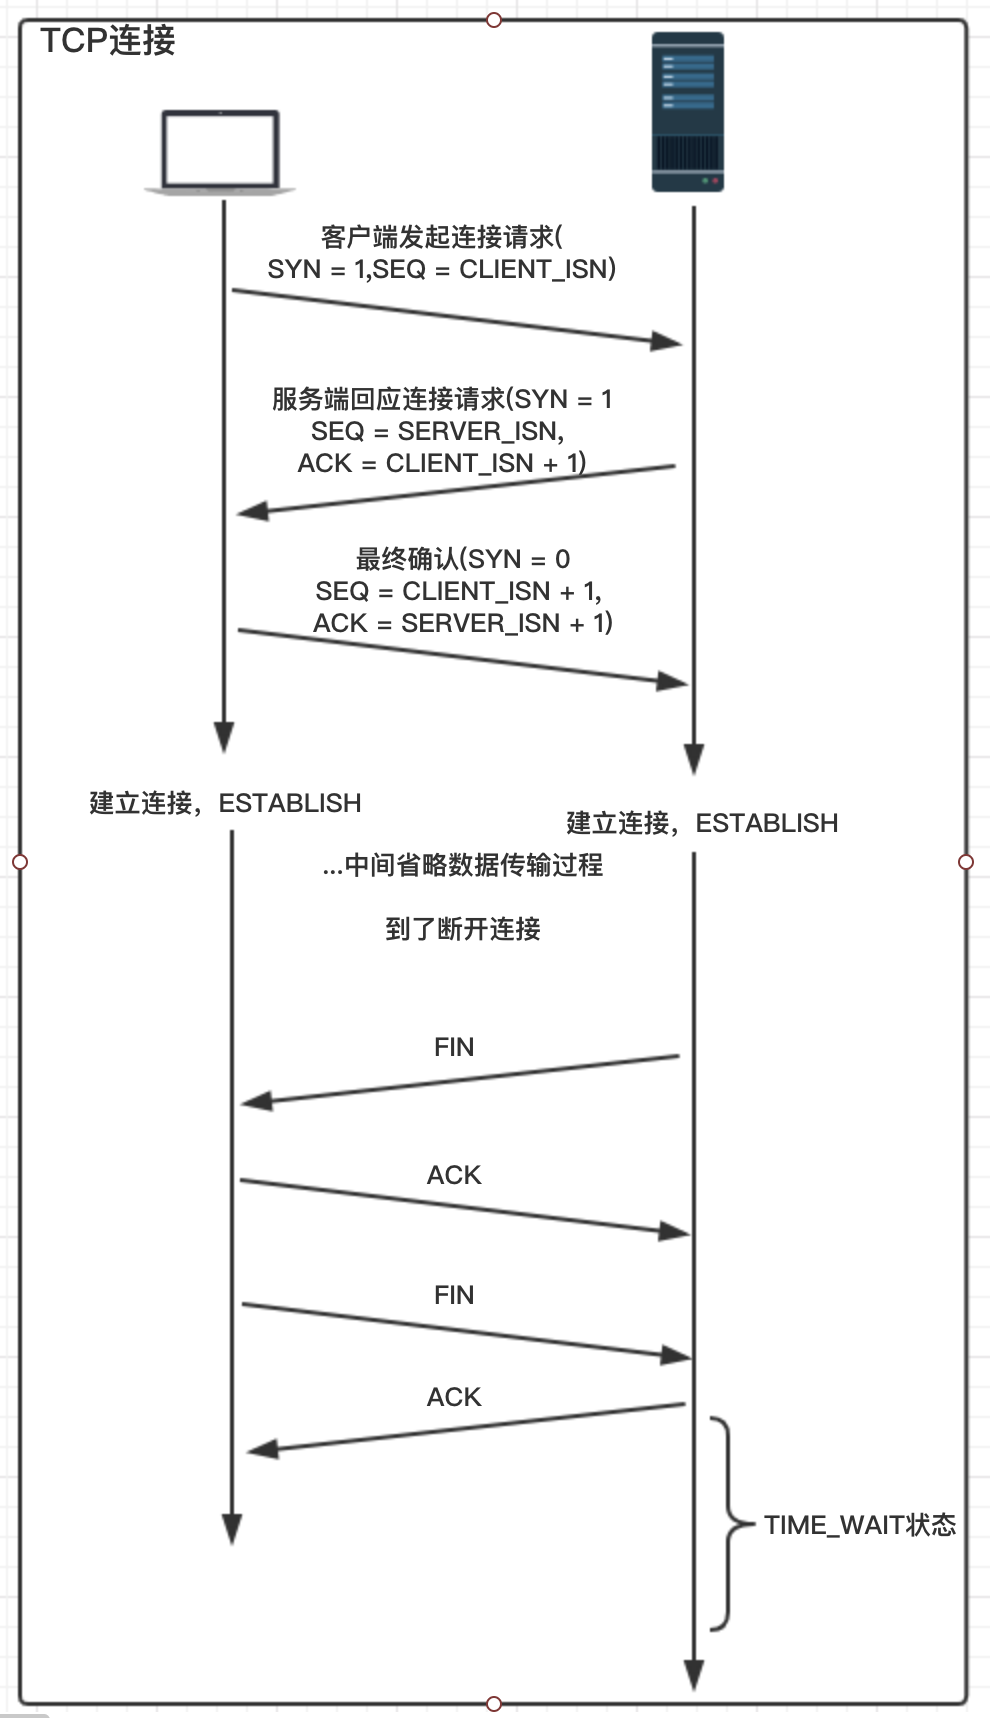 TCP连接
客户端发起连接请求(
SYN = 1,SEQ = CLIENT_ISN)
服务端回应连接请求(SYN = 1
SEQ = SERVER_ISN,
ACK = CLIENT_ISN + 1)
最终确认(SYN = 0
SEQ = CLIENT_ISN + 1,
ACK = SERVER_ISN + 1)
建立连接，ESTABLISH
建立连接，ESTABLISH
...中间省略数据传输过程
到了断开连接
FIN
ACK
FIN
ACK
TIME_WAIT状态